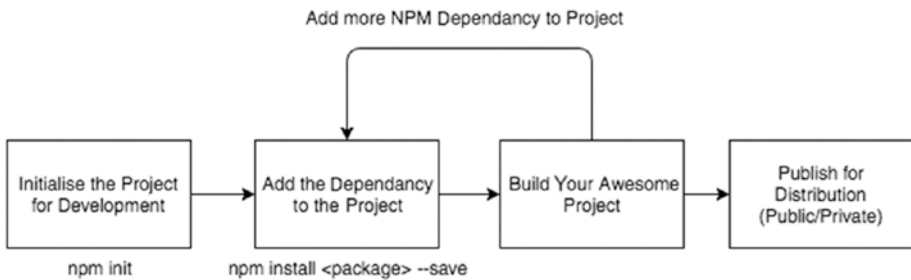 Add more NPM Dependancy to Project
Initialise the Project
for Development
Add the Dependancy
to the Project
Build Your Awesome
Project
Publish for
Distribution
(Public/Private)
npm init
npm install <package> --save